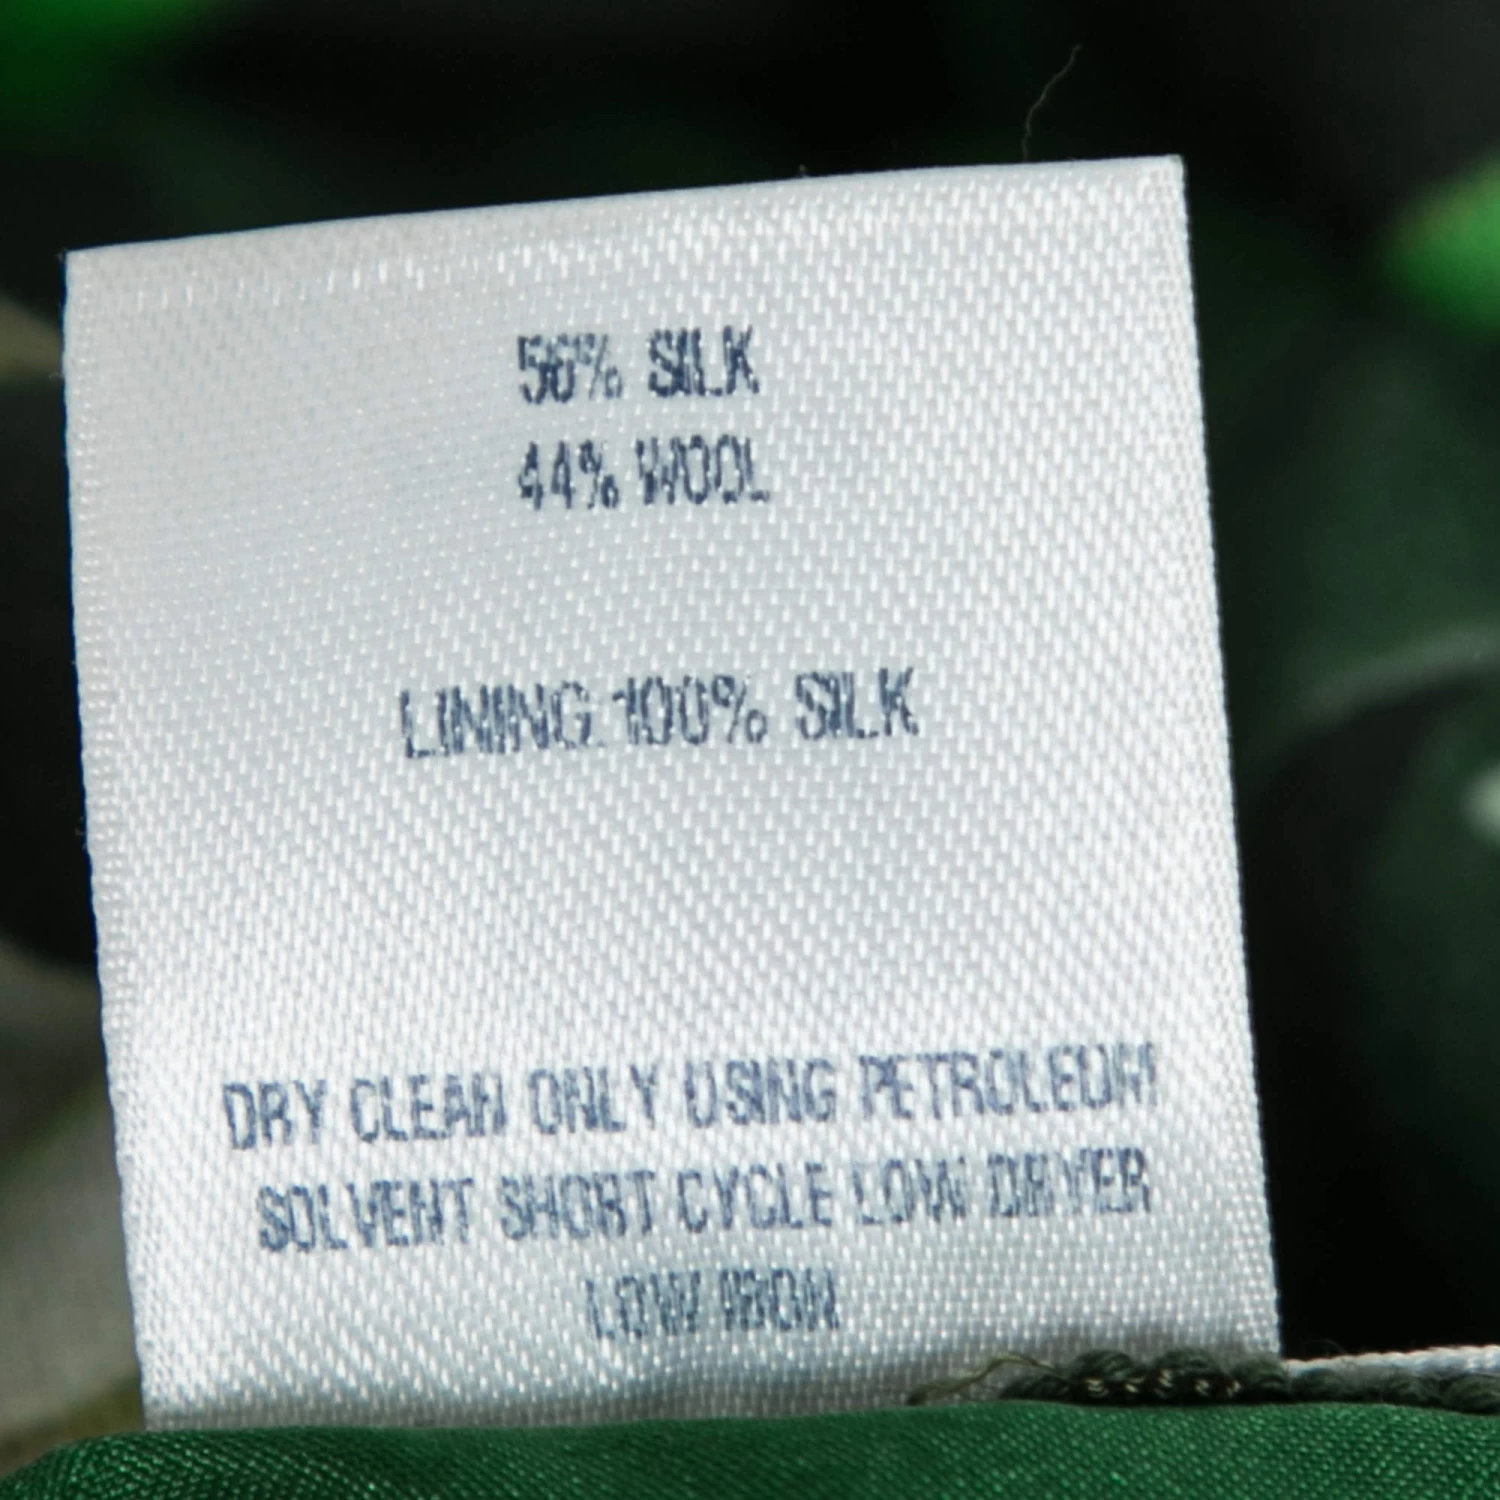 56% SILK
44% WOOL
LINING:100% SILK
DRY CLEAN ONLY USING PETROLEUM
SOLVENT SHORT CYCLE LOW DRYER
LOW IRON